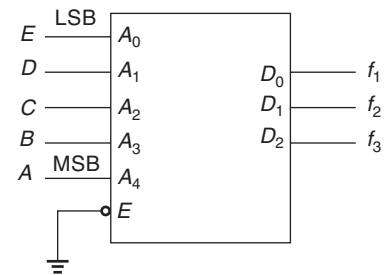 LSB
E A₀
D A₁ D₀ f₁
C A₂ D₁ f₂
B A₃ D₂ f₃
MSB
A A₄
E